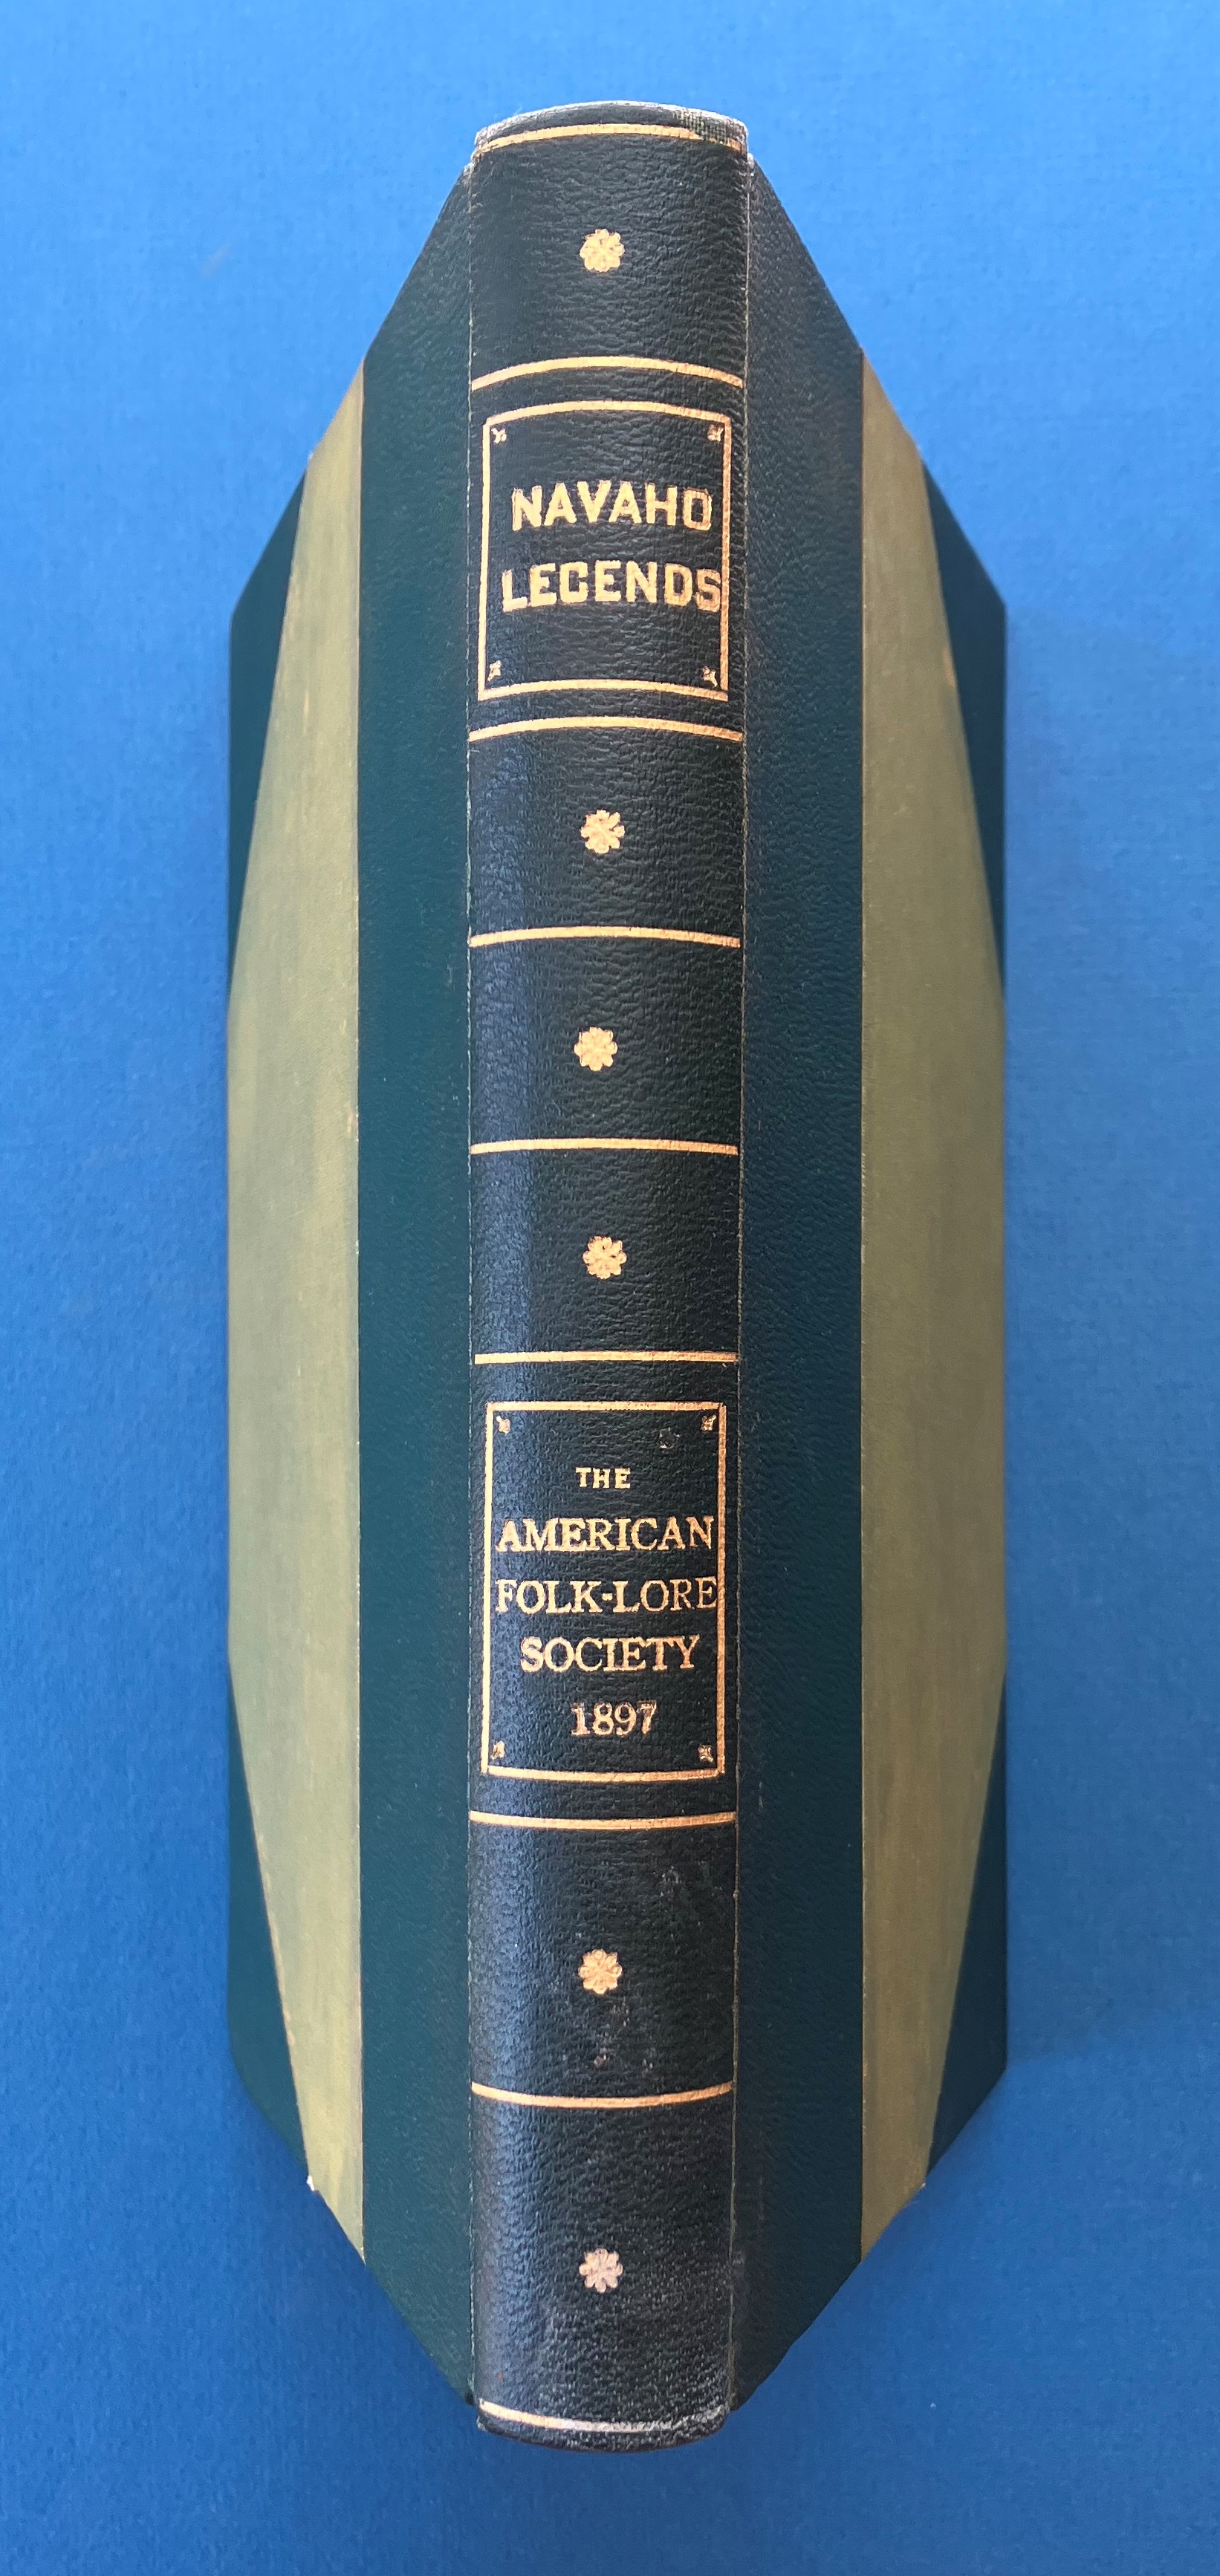 NAVAHO
LEGENDS
THE
AMERICAN
FOLK-LORE
SOCIETY
1897